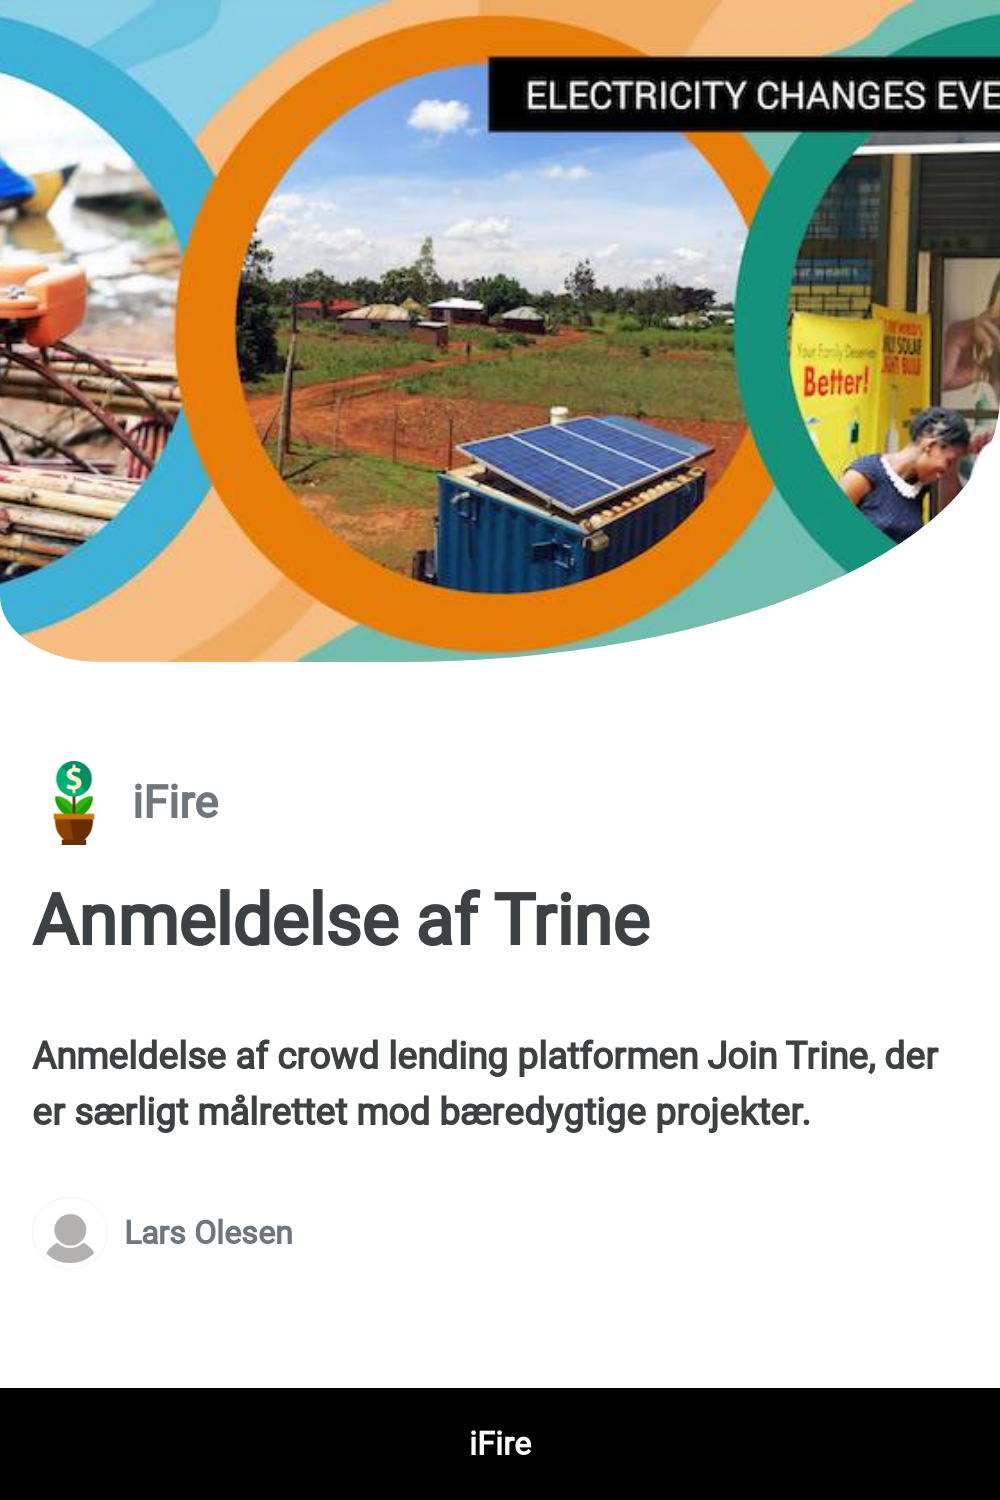 ELECTRICITY CHANGES EVE
Your Family Deserves
Better!
$
iFire
Anmeldelse af Trine
Anmeldelse af crowd lending platformen Join Trine, der
er særligt målrettet mod bæredygtige projekter.
Lars Olesen
iFire